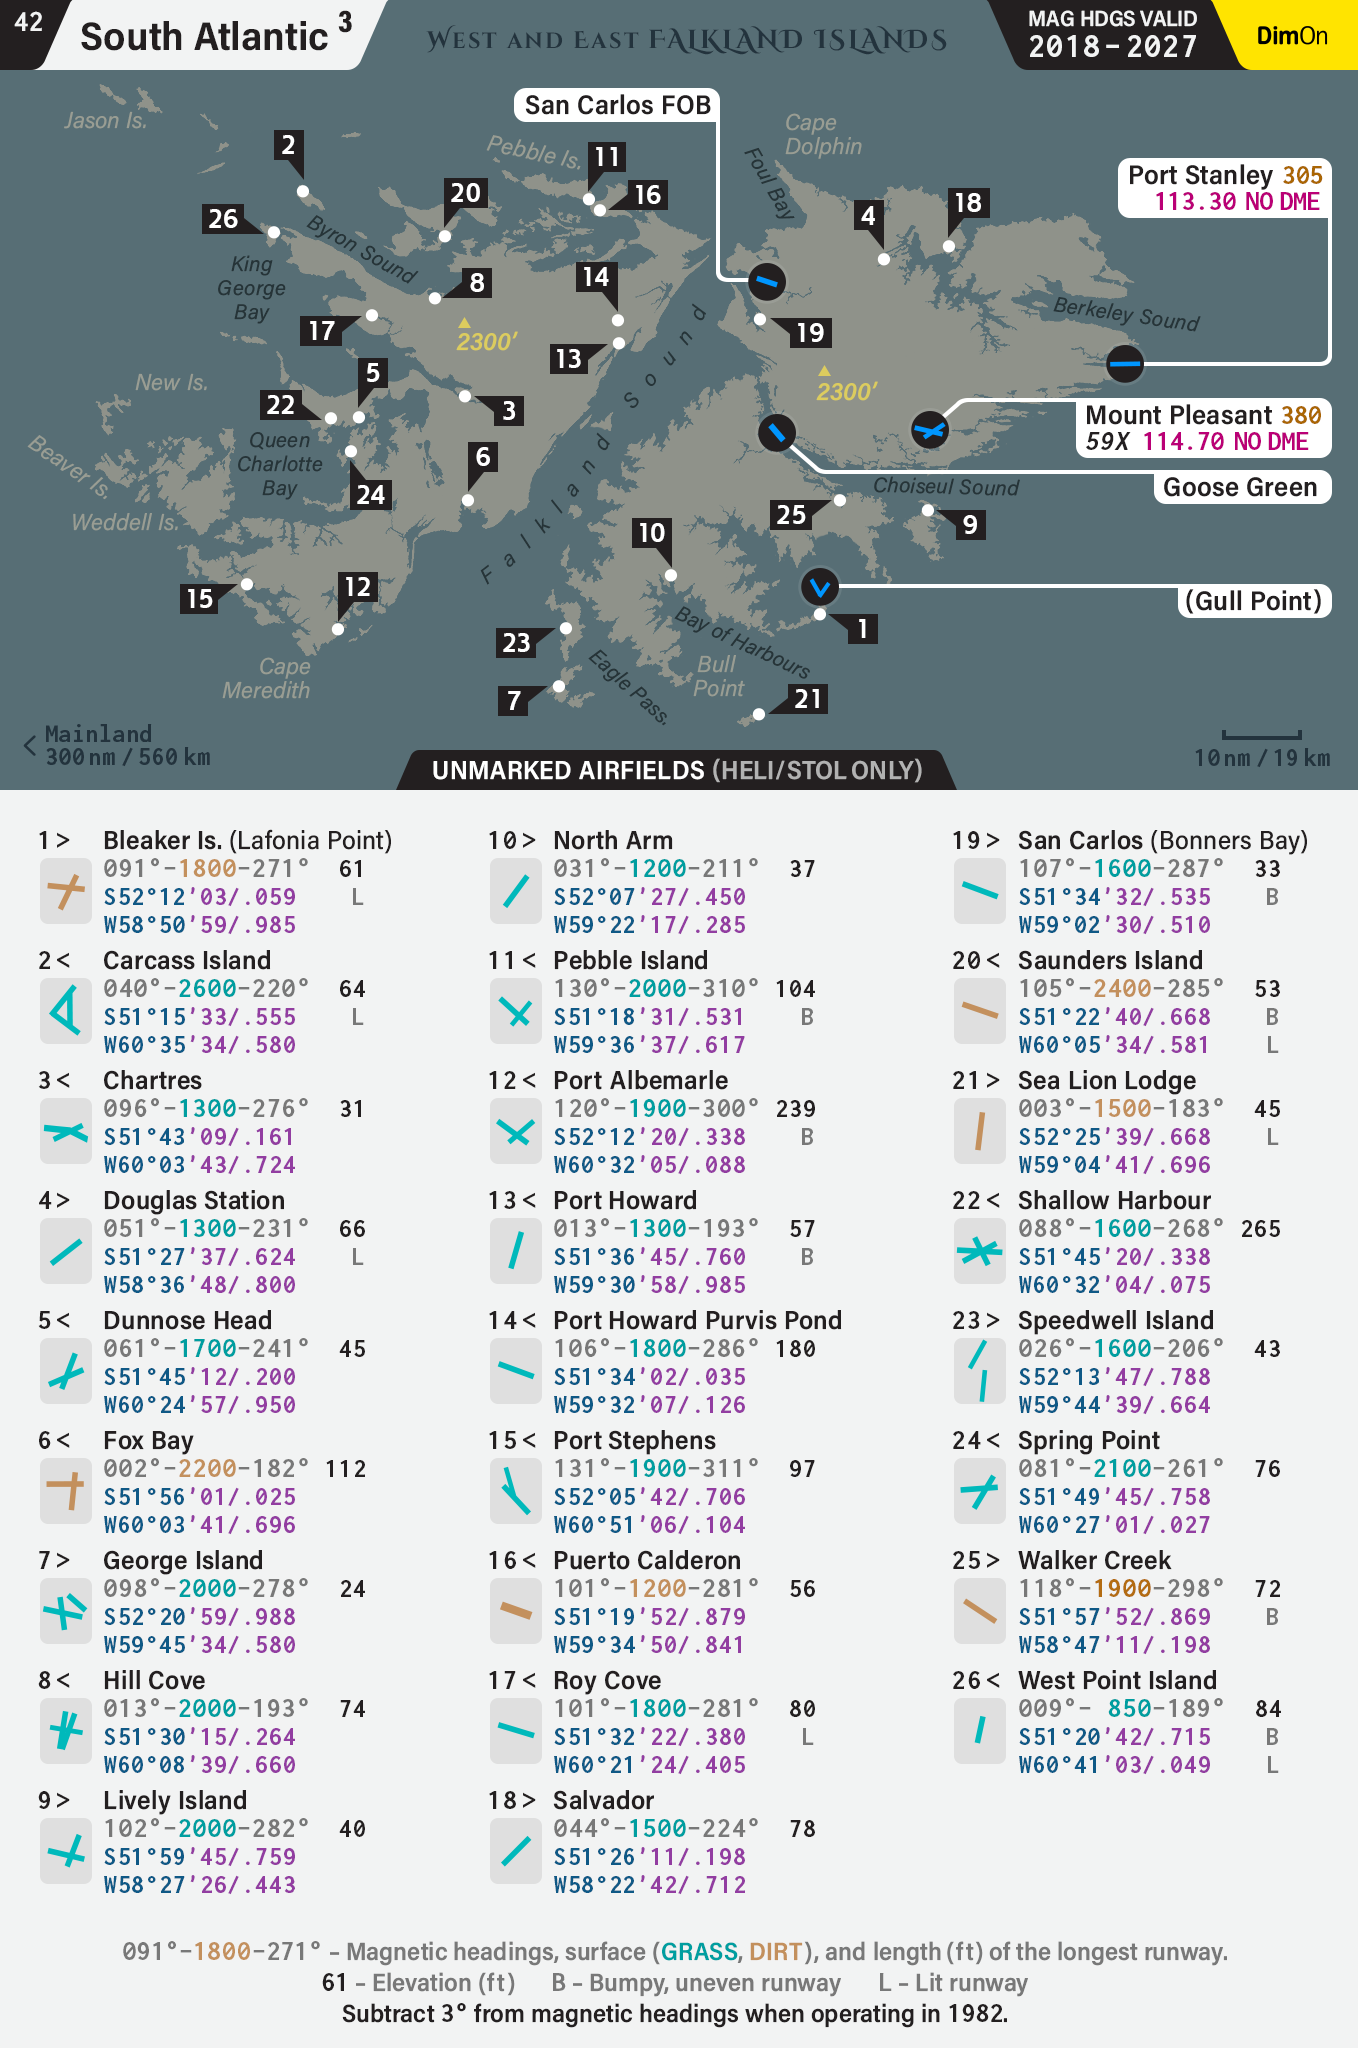 42
South Atlantic 3
West and East Falkland Islands
MAG HDGS VALID
2018–2027
DimOn
Jason Is.
San Carlos FOB
Cape
Dolphin
Foul Bay
Pebble Is.
Port Stanley 305
113.30 NO DME
2
11
16
20
26
18
4
Byron Sound
King
George
Bay
8
14
17
2300′
13
19
Berkeley Sound
2300′
New Is.
5
22
3
Falkland Sound
Mount Pleasant 380
59X 114.70 NO DME
Queen
Charlotte
Bay
6
24
Beaver Is.
Weddell Is.
Choiseul Sound
Goose Green
25
9
10
15
12
(Gull Point)
1
23
Bay of Harbours
Eagle Pass.
Bull
Point
Cape
Meredith
7
21
< Mainland
300nm/560km
10nm/19km
UNMARKED AIRFIELDS (HELI/STOL ONLY)
1> Bleaker Is. (Lafonia Point)
091°–1800–271° 61
S52°12′03/.059 L
W58°50′59/.985
2< Carcass Island
040°–2600–220° 64
S51°15′33/.555 L
W60°35′34/.580
3< Chartres
096°–1300–276° 31
S51°43′09/.161
W60°03′43/.724
4> Douglas Station
051°–1300–231° 66
S51°27′37/.624 L
W58°36′48/.800
5< Dunnose Head
061°–1700–241° 45
S51°45′12/.200
W60°24′57/.950
6< Fox Bay
002°–2200–182° 112
S51°56′01/.025
W60°03′41/.696
7> George Island
098°–2000–278° 24
S52°20′59/.988
W59°45′34/.580
8< Hill Cove
013°–2000–193° 74
S51°30′15/.264
W60°08′39/.660
9> Lively Island
102°–2000–282° 40
S51°59′45/.759
W58°27′26/.443
10> North Arm
031°–1200–211° 37
S52°07′27/.450
W59°22′17/.285
11< Pebble Island
130°–2000–310° 104
S51°18′31/.531 B
W59°36′37/.617
12< Port Albemarle
120°–1900–300° 239
S52°12′20/.338 B
W60°32′05/.088
13< Port Howard
013°–1300–193° 57
S51°36′45/.760 B
W59°30′58/.985
14< Port Howard Purvis Pond
106°–1800–286° 180
S51°34′02/.035
W59°32′07/.126
15< Port Stephens
131°–1900–311° 97
S52°05′42/.706
W60°51′06/.104
16< Puerto Calderon
101°–1200–281° 56
S51°19′52/.879
W59°34′50/.841
17< Roy Cove
101°–1800–281° 80
S51°32′22/.380 L
W60°21′24/.405
18> Salvador
044°–1500–224° 78
S51°26′11/.198
W58°22′42/.712
19> San Carlos (Bonners Bay)
107°–1600–287° 33
S51°34′32/.535 B
W59°02′30/.510
20< Saunders Island
105°–2400–285° 53
S51°22′40/.668 B
W60°05′34/.581 L
21> Sea Lion Lodge
003°–1500–183° 45
S52°25′39/.668 L
W59°04′41/.696
22< Shallow Harbour
088°–1600–268° 265
S51°45′20/.338
W60°32′04/.075
23> Speedwell Island
026°–1600–206° 43
S52°13′47/.788
W59°44′39/.664
24< Spring Point
081°–2100–261° 76
S51°49′45/.758
W60°27′01/.027
25> Walker Creek
118°–1900–298° 72
S51°57′52/.869 B
W58°47′11/.198
26< West Point Island
009°– 850–189° 84
S51°20′42/.715 B
W60°41′03/.049 L
091°–1800–271° – Magnetic headings, surface (GRASS, DIRT), and length (ft) of the longest runway.
61 – Elevation (ft) B – Bumpy, uneven runway L – Lit runway
Subtract 3° from magnetic headings when operating in 1982.